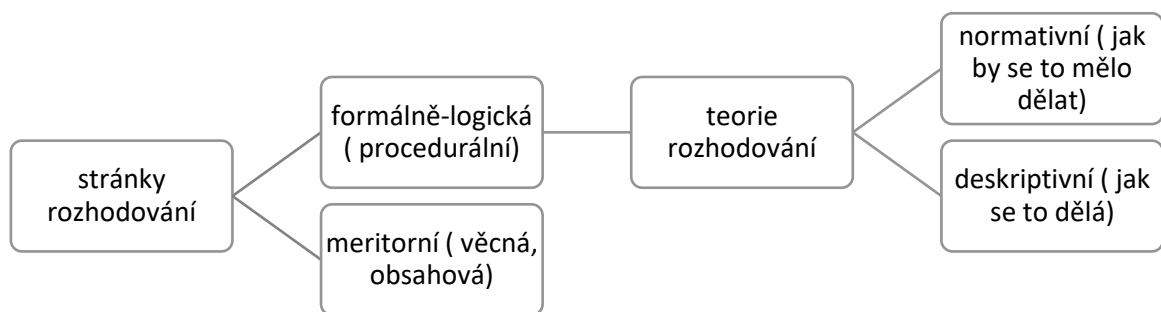 stránky
rozhodování
formálně-logická
( procedurální)
meritorní ( věcná,
obsahová)
teorie
rozhodování
normativní ( jak
by se to mělo
dělat)
deskriptivní ( jak
se to dělá)